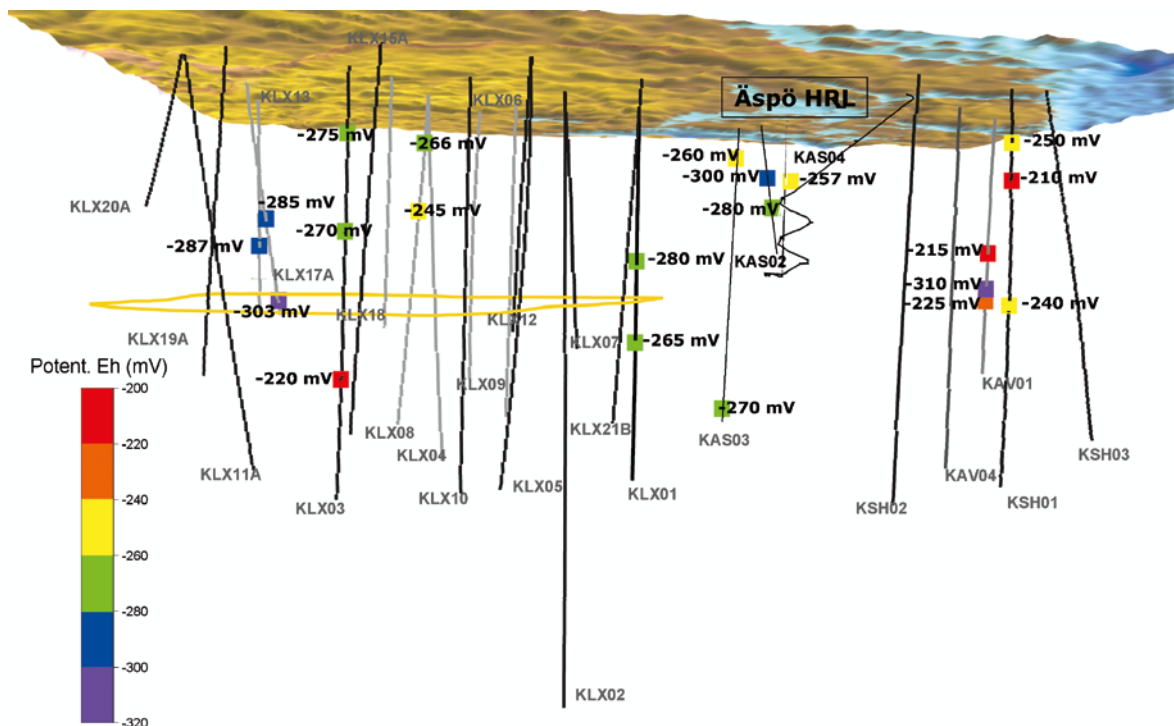 KLX15A
KLX13
KLX06
Äspö HRL
-275 mV
-266 mV
-260 mV
KAS04
-250 mV
-300 mV
-257 mV
-210 mV
KLX20A
-285 mV
-245 mV
-280 mV
-270 mV
-287 mV
-215 mV
-280 mV
KAS02
KLX17A
-310 mV
-303 mV
-225 mV
-240 mV
KLX18
KLX12
KLX19A
-265 mV
KLX07
Potent. Eh (mV)
-220 mV
KLX09
KAV01
-200
-270 mV
KLX08
KLX21B
KAS03
-220
KLX04
KSH03
KLX11A
KAV04
KLX05
-240
KLX03
KLX10
KLX01
KSH02
KSH01
-260
-280
-300
KLX02
-320